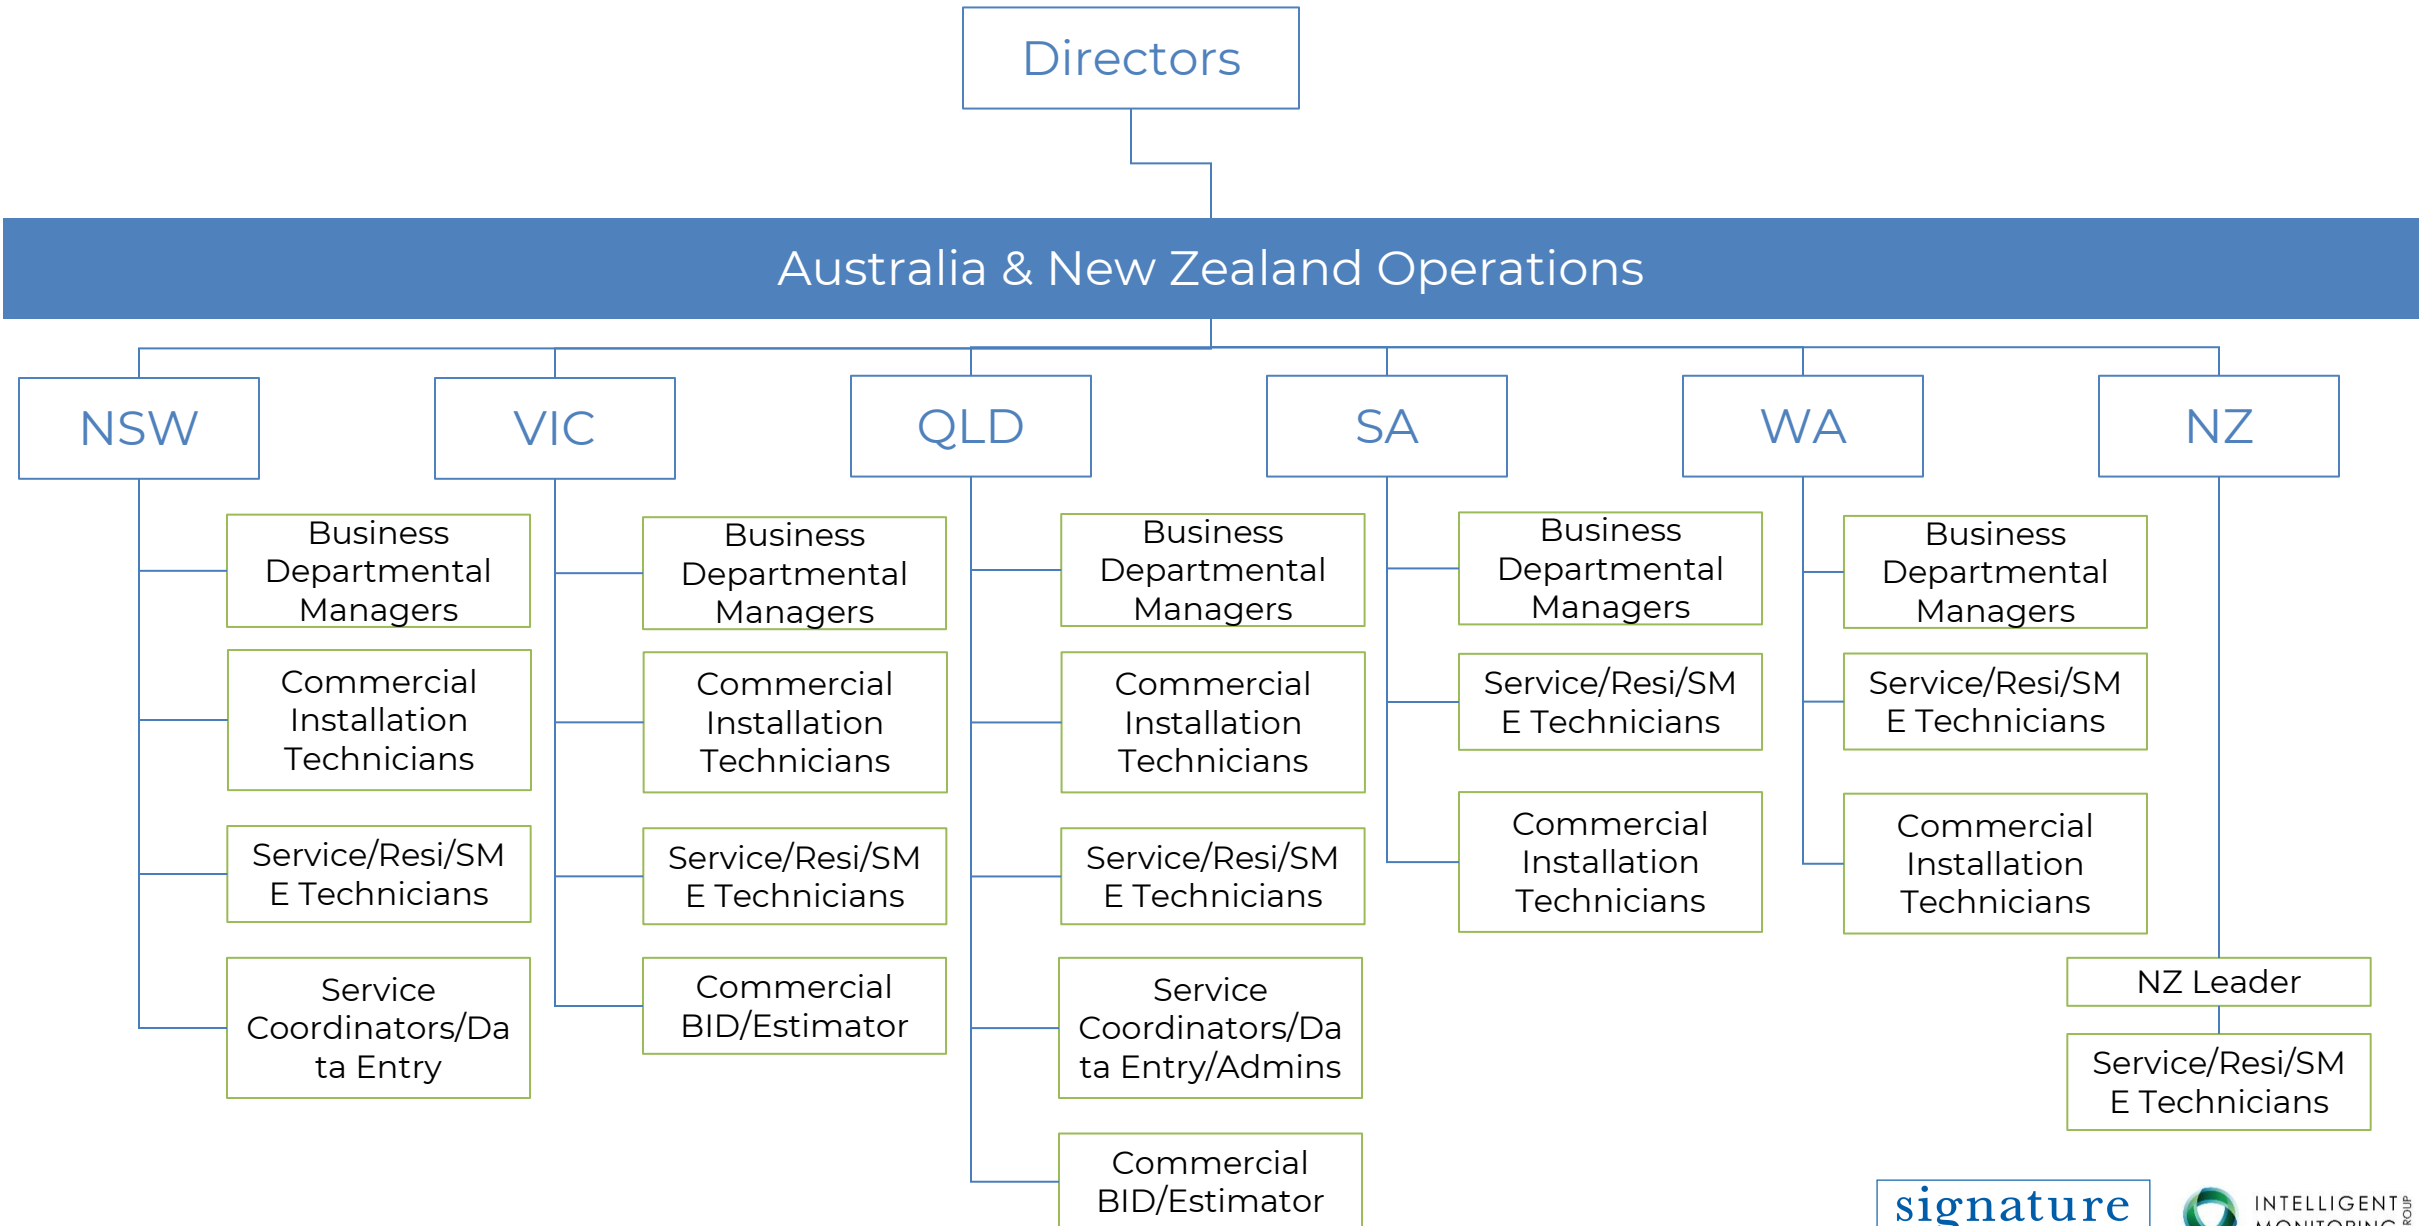 Directors
Australia & New Zealand Operations
NSW
VIC
QLD
SA
WA
NZ
Business
Departmental
Managers
Commercial
Installation
Technicians
Service/Resi/SM
E Technicians
Service
Coordinators/Da
ta Entry
Business
Departmental
Managers
Commercial
Installation
Technicians
Service/Resi/SM
E Technicians
Commercial
BID/Estimator
Business
Departmental
Managers
Commercial
Installation
Technicians
Service/Resi/SM
E Technicians
Service
Coordinators/Da
ta Entry/Admins
Commercial
BID/Estimator
Business
Departmental
Managers
Service/Resi/SM
E Technicians
Commercial
Installation
Technicians
Business
Departmental
Managers
Service/Resi/SM
E Technicians
Commercial
Installation
Technicians
NZ Leader
Service/Resi/SM
E Technicians
signature
INTELLIGENT
MONITORING